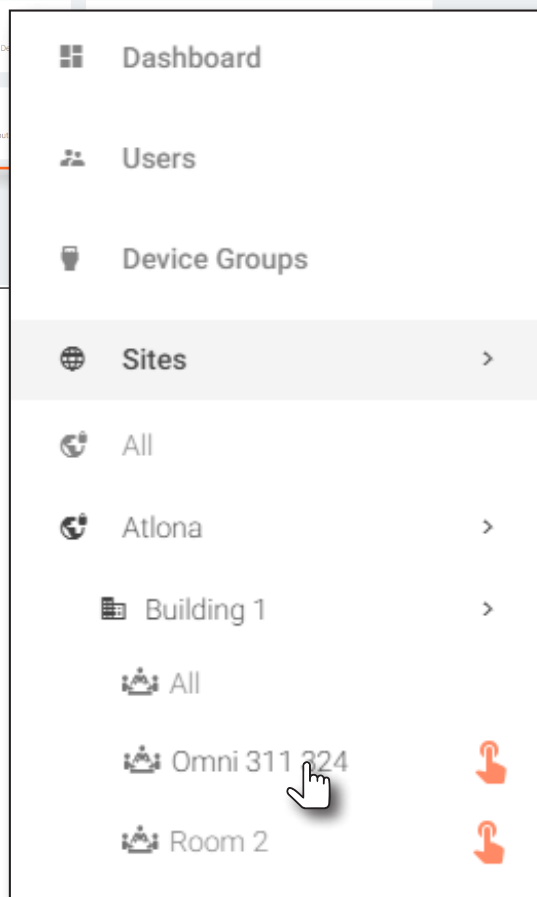 Dashboard
Users
Device Groups
Sites
All
Atlona
Building 1
All
Omni 311 324
Room 2